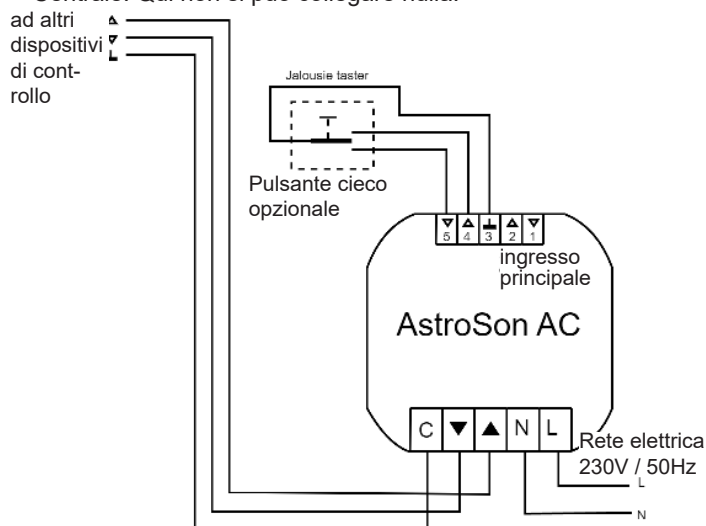 ad altri
dispositivi
di cont-
rollo
Jalousie taster
Pulsante cieco
opzionale
5 4 3 2 1
ingresso
principale
AstroSon AC
C ▼ ▲ N L
Rete elettrica
230V / 50Hz
L
N